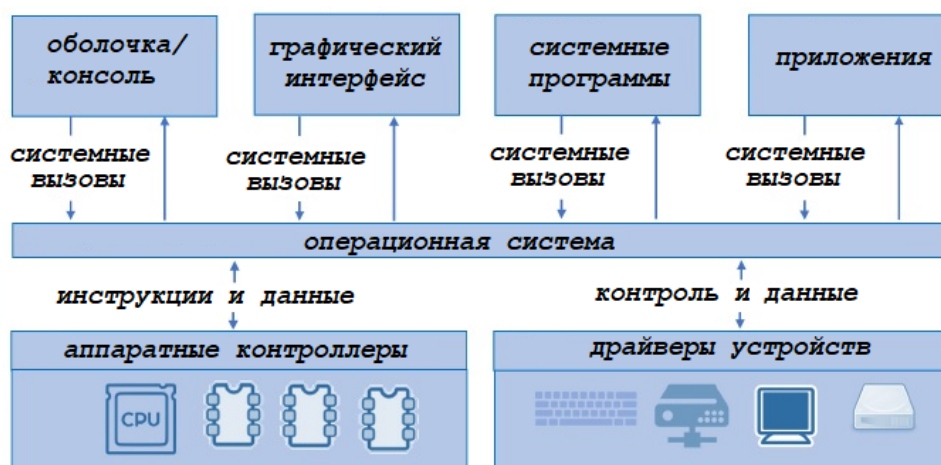 оболочка/
консоль
графический
интерфейс
системные
программы
приложения
системные
вызовы
системные
вызовы
системные
вызовы
системные
вызовы
операционная система
инструкции и данные
контроль и данные
аппаратные контроллеры
драйверы устройств
CPU